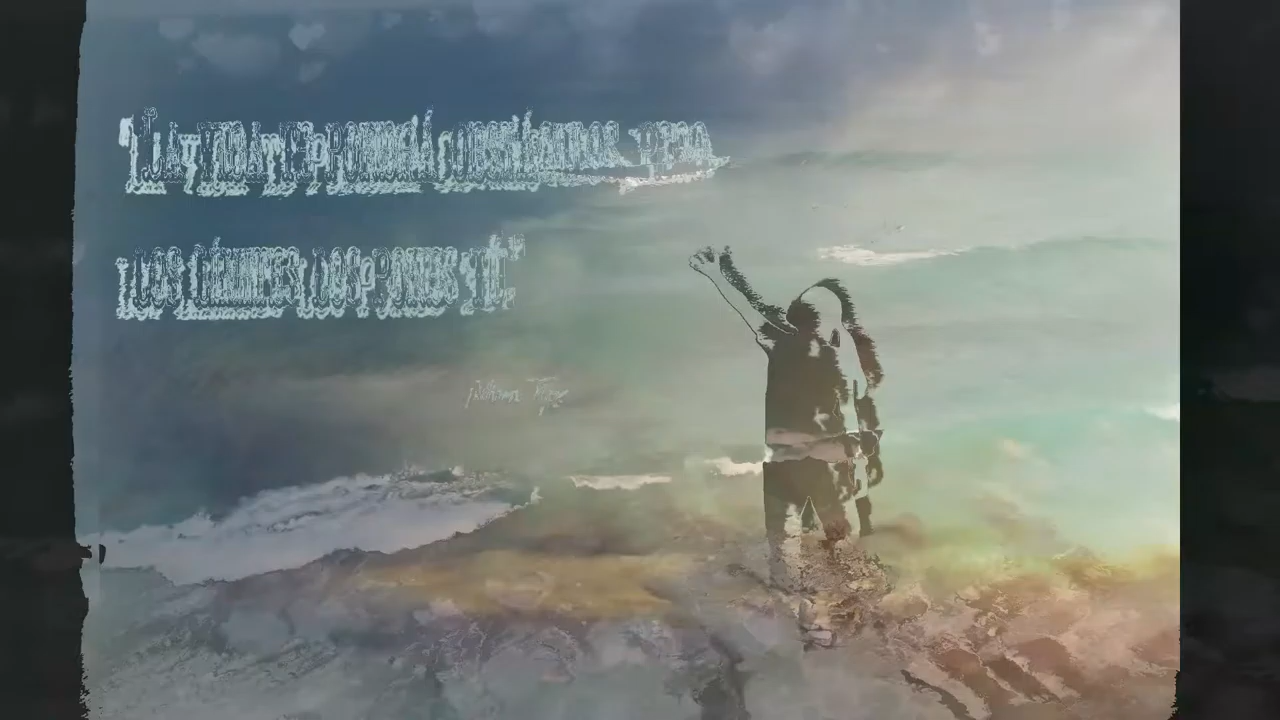 "La vida te pondrá obstáculos, pero
los límites los pones tú."